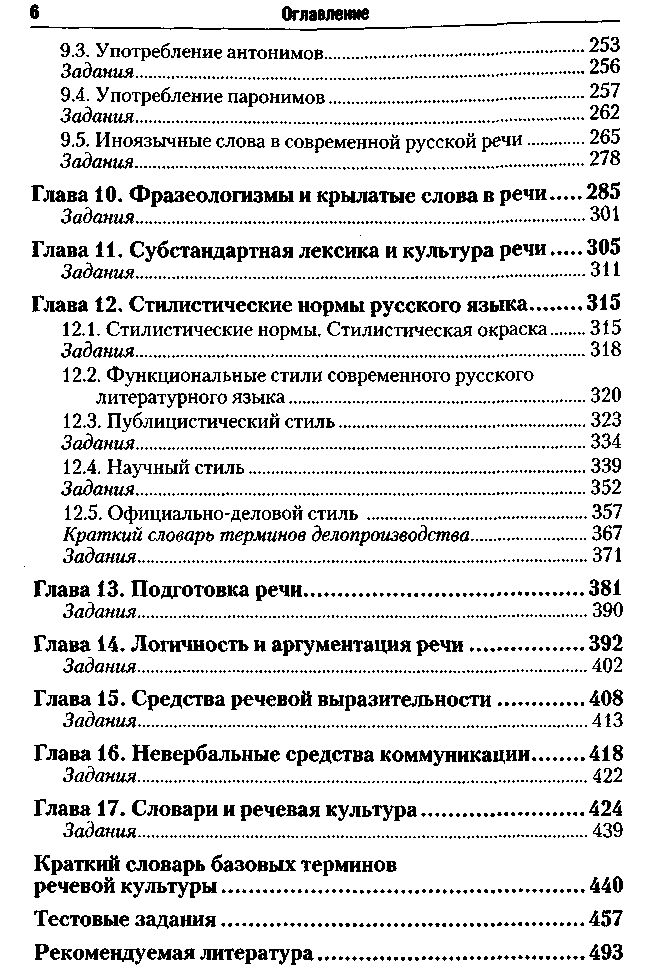 6 Оглавление
9.3. Употребление антонимов 253
Задания 256
9.4. Употребление паронимов 257
Задания 262
9.5. Иноязычные слова в современной русской речи 265
Задания 278
Глава 10. Фразеологизмы и крылатые слова в речи 285
Задания 301
Глава 11. Субстандартная лексика и культура речи 305
Задания 311
Глава 12. Стилистические нормы русского языка 315
12.1. Стилистические нормы. Стилистическая окраска 315
Задания 318
12.2. Функциональные стили современного русского
литературного языка 320
12.3. Публицистический стиль 323
Задания 334
12.4. Научный стиль 339
Задания 352
12.5. Официально-деловой стиль 357
Краткий словарь терминов делопроизводства 367
Задания 371
Глава 13. Подготовка речи 381
Задания 390
Глава 14. Логичность и аргументация речи 392
Задания 402
Глава 15. Средства речевой выразительности 408
Задания 413
Глава 16. Невербальные средства коммуникации 418
Задания 422
Глава 17. Словари и речевая культура 424
Задания 439
Краткий словарь базовых терминов
речевой культуры 440
Тестовые задания 457
Рекомендуемая литература 493